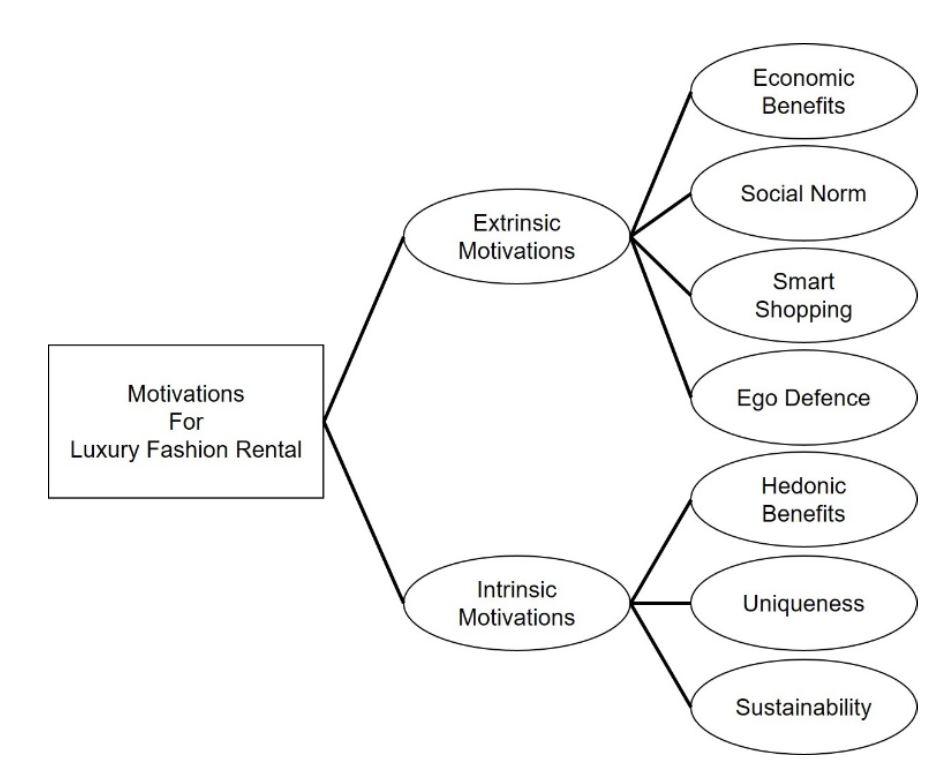 Motivations
For
Luxury Fashion Rental
Extrinsic
Motivations
Economic
Benefits
Social Norm
Smart
Shopping
Ego Defence
Intrinsic
Motivations
Hedonic
Benefits
Uniqueness
Sustainability